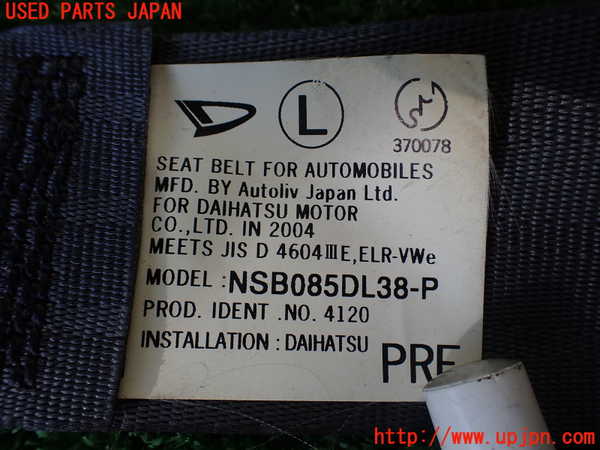 USED PARTS JAPAN
L
370078
SEAT BELT FOR AUTOMOBILES
MFD. BY Autoliv Japan Ltd.
FOR DAIHATSU MOTOR
CO.,LTD. IN 2004
MEETS JIS D 4604ⅢE,ELR-VWe
MODEL : NSB085DL38-P
PROD. IDENT .NO. 4120
INSTALLATION : DAIHATSU
http://www.upjpn.com/